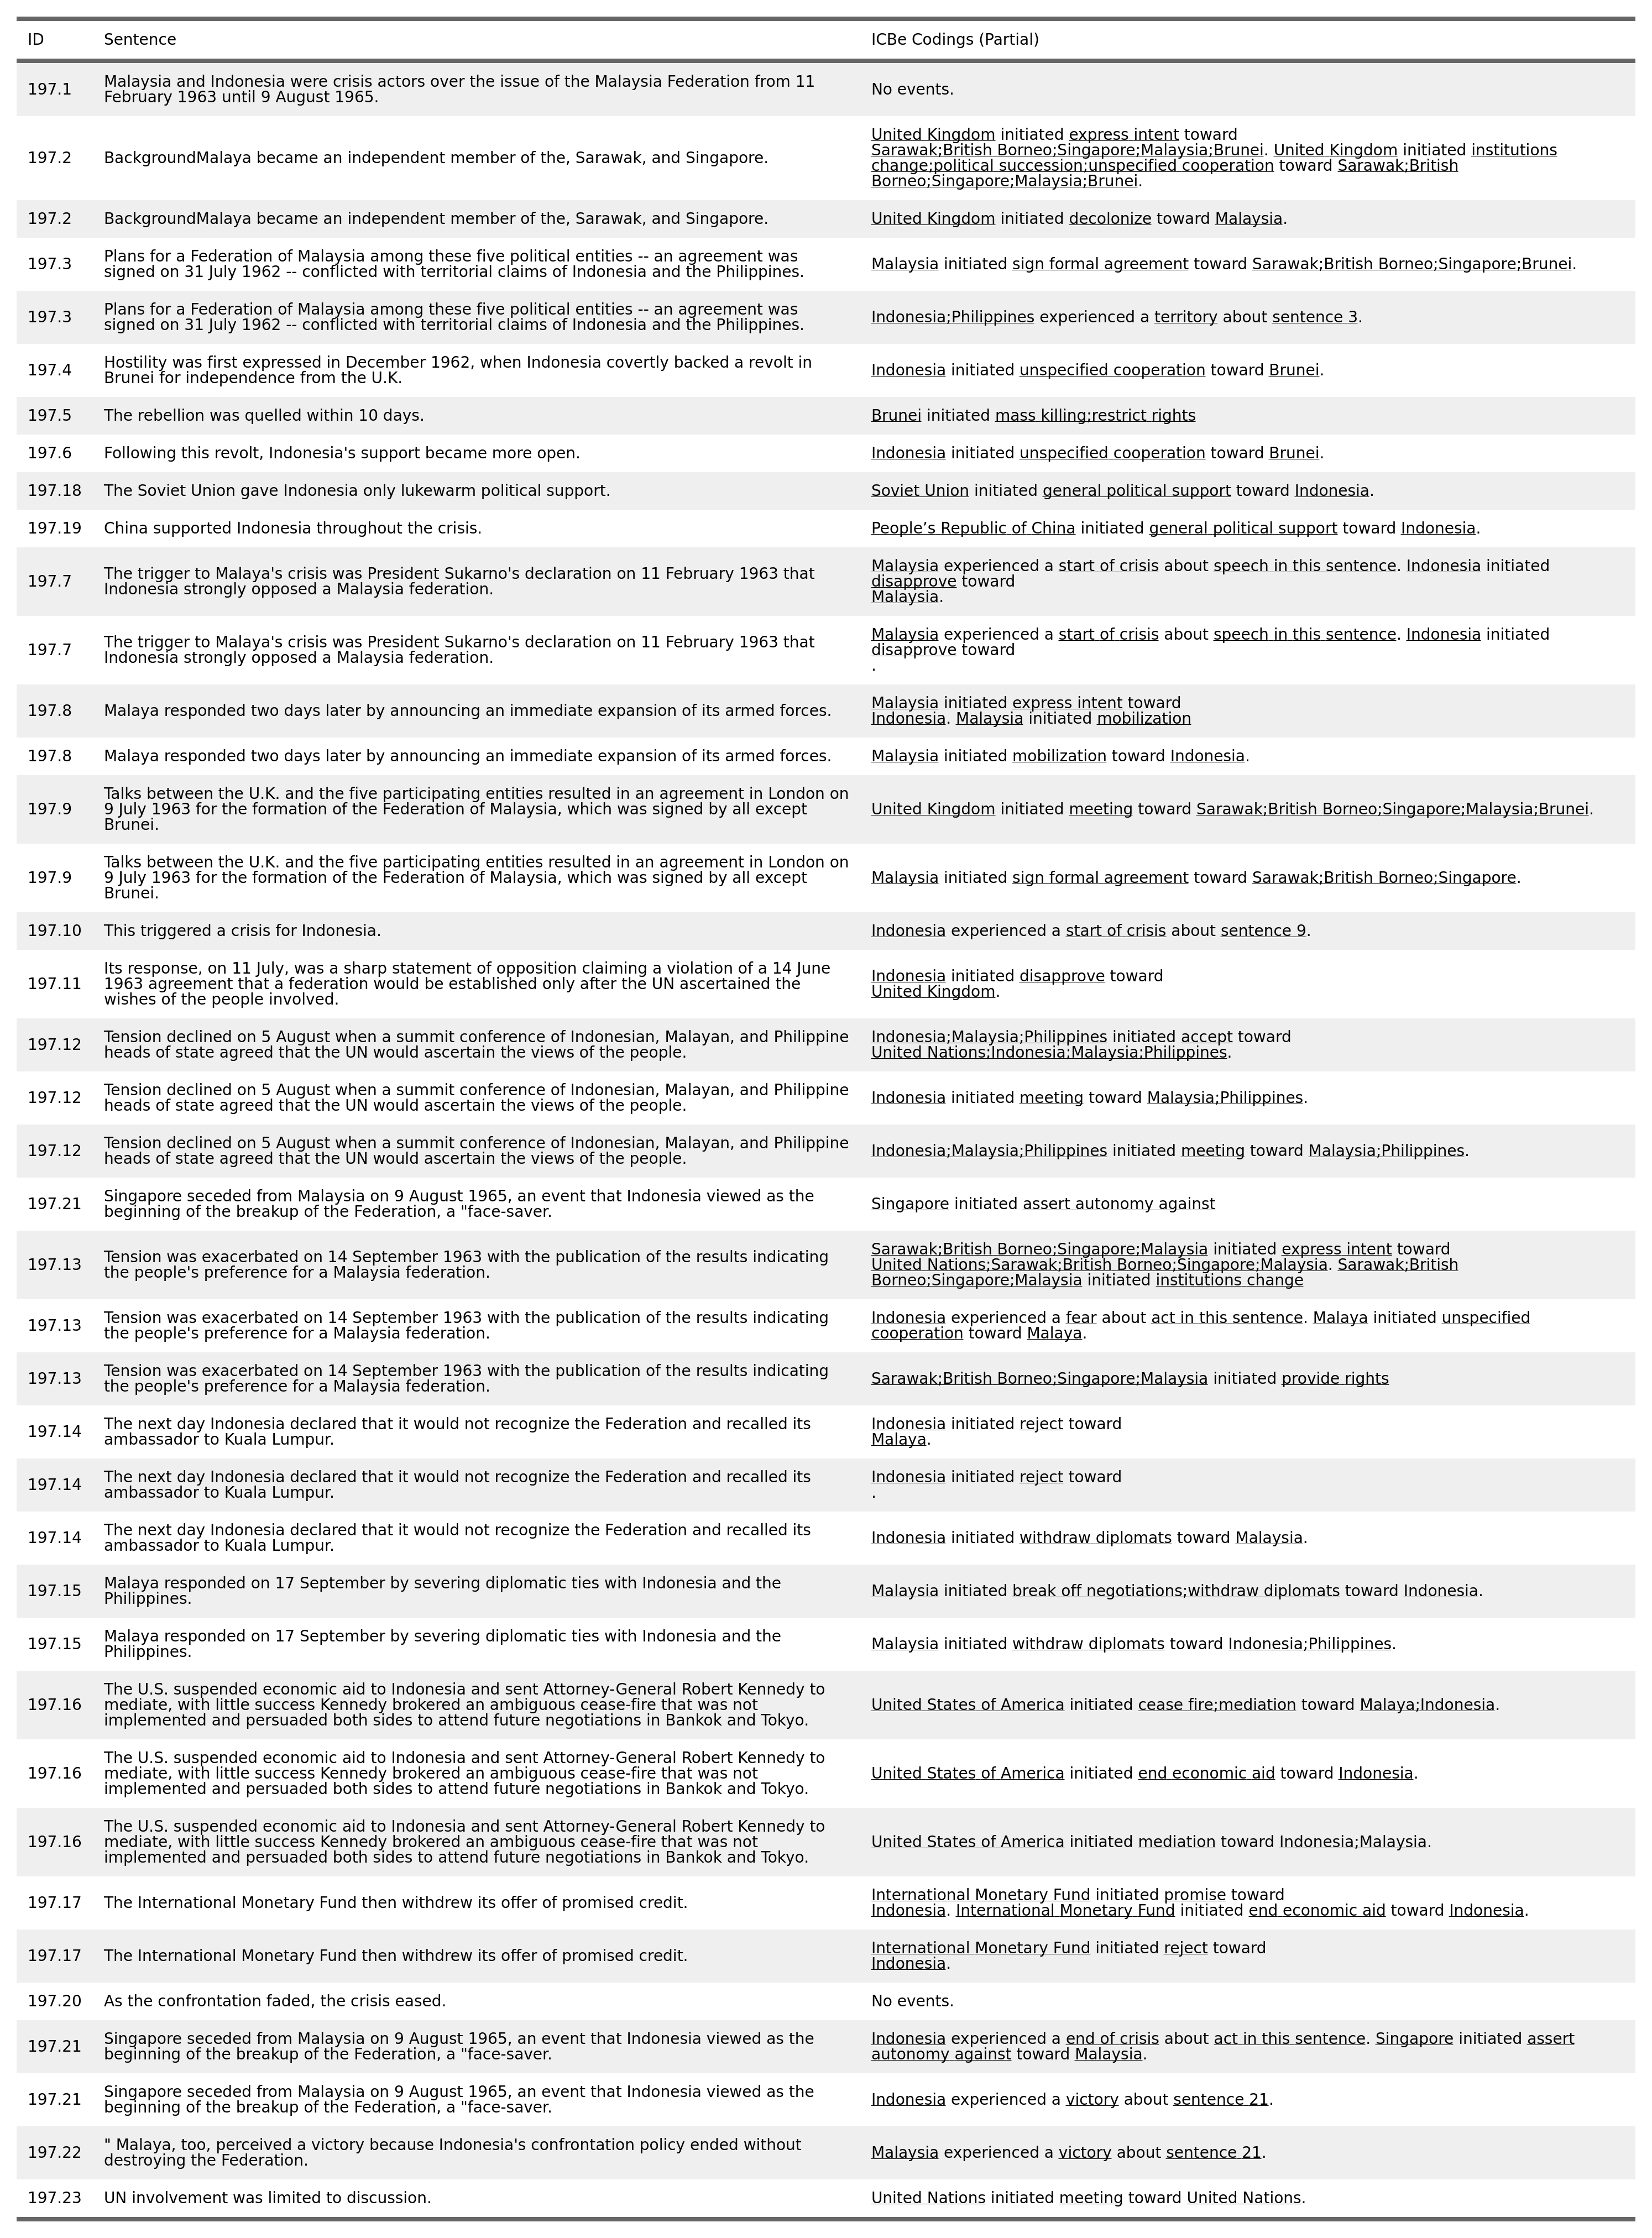 ID Sentence ICBe Codings (Partial)
197.1 Malaysia and Indonesia were crisis actors over the issue of the Malaysia Federation from 11
February 1963 until 9 August 1965.
No events.
197.2 BackgroundMalaya became an independent member of the, Sarawak, and Singapore.
United Kingdom initiated express intent toward
Sarawak;British Borneo;Singapore;Malaysia;Brunei. United Kingdom initiated institutions
change;political succession;unspecified cooperation toward Sarawak;British
Borneo;Singapore;Malaysia;Brunei.
197.2 BackgroundMalaya became an independent member of the, Sarawak, and Singapore.
United Kingdom initiated decolonize toward Malaysia.
197.3 Plans for a Federation of Malaysia among these five political entities -- an agreement was
signed on 31 July 1962 -- conflicted with territorial claims of Indonesia and the Philippines.
Malaysia initiated sign formal agreement toward Sarawak;British Borneo;Singapore;Brunei.
197.3 Plans for a Federation of Malaysia among these five political entities -- an agreement was
signed on 31 July 1962 -- conflicted with territorial claims of Indonesia and the Philippines.
Indonesia;Philippines experienced a territory about sentence 3.
197.4 Hostility was first expressed in December 1962, when Indonesia covertly backed a revolt in
Brunei for independence from the U.K.
Indonesia initiated unspecified cooperation toward Brunei.
197.5 The rebellion was quelled within 10 days.
Brunei initiated mass killing;restrict rights
197.6 Following this revolt, Indonesia's support became more open.
Indonesia initiated unspecified cooperation toward Brunei.
197.18 The Soviet Union gave Indonesia only lukewarm political support.
Soviet Union initiated general political support toward Indonesia.
197.19 China supported Indonesia throughout the crisis.
People’s Republic of China initiated general political support toward Indonesia.
197.7 The trigger to Malaya's crisis was President Sukarno's declaration on 11 February 1963 that
Indonesia strongly opposed a Malaysia federation.
Malaysia experienced a start of crisis about speech in this sentence. Indonesia initiated
disapprove toward
Malaysia.
197.7 The trigger to Malaya's crisis was President Sukarno's declaration on 11 February 1963 that
Indonesia strongly opposed a Malaysia federation.
Malaysia experienced a start of crisis about speech in this sentence. Indonesia initiated
disapprove toward
.
197.8 Malaya responded two days later by announcing an immediate expansion of its armed forces.
Malaysia initiated express intent toward
Indonesia. Malaysia initiated mobilization
197.8 Malaya responded two days later by announcing an immediate expansion of its armed forces.
Malaysia initiated mobilization toward Indonesia.
197.9 Talks between the U.K. and the five participating entities resulted in an agreement in London on
9 July 1963 for the formation of the Federation of Malaysia, which was signed by all except
Brunei.
United Kingdom initiated meeting toward Sarawak;British Borneo;Singapore;Malaysia;Brunei.
197.9 Talks between the U.K. and the five participating entities resulted in an agreement in London on
9 July 1963 for the formation of the Federation of Malaysia, which was signed by all except
Brunei.
Malaysia initiated sign formal agreement toward Sarawak;British Borneo;Singapore.
197.10 This triggered a crisis for Indonesia.
Indonesia experienced a start of crisis about sentence 9.
197.11 Its response, on 11 July, was a sharp statement of opposition claiming a violation of a 14 June
1963 agreement that a federation would be established only after the UN ascertained the
wishes of the people involved.
Indonesia initiated disapprove toward
United Kingdom.
197.12 Tension declined on 5 August when a summit conference of Indonesian, Malayan, and Philippine
heads of state agreed that the UN would ascertain the views of the people.
Indonesia;Malaysia;Philippines initiated accept toward
United Nations;Indonesia;Malaysia;Philippines.
197.12 Tension declined on 5 August when a summit conference of Indonesian, Malayan, and Philippine
heads of state agreed that the UN would ascertain the views of the people.
Indonesia initiated meeting toward Malaysia;Philippines.
197.12 Tension declined on 5 August when a summit conference of Indonesian, Malayan, and Philippine
heads of state agreed that the UN would ascertain the views of the people.
Indonesia;Malaysia;Philippines initiated meeting toward Malaysia;Philippines.
197.21 Singapore seceded from Malaysia on 9 August 1965, an event that Indonesia viewed as the
beginning of the breakup of the Federation, a "face-saver.
Singapore initiated assert autonomy against
197.13 Tension was exacerbated on 14 September 1963 with the publication of the results indicating
the people's preference for a Malaysia federation.
Sarawak;British Borneo;Singapore;Malaysia initiated express intent toward
United Nations;Sarawak;British Borneo;Singapore;Malaysia. Sarawak;British
Borneo;Singapore;Malaysia initiated institutions change
197.13 Tension was exacerbated on 14 September 1963 with the publication of the results indicating
the people's preference for a Malaysia federation.
Indonesia experienced a fear about act in this sentence. Malaya initiated unspecified
cooperation toward Malaya.
197.13 Tension was exacerbated on 14 September 1963 with the publication of the results indicating
the people's preference for a Malaysia federation.
Sarawak;British Borneo;Singapore;Malaysia initiated provide rights
197.14 The next day Indonesia declared that it would not recognize the Federation and recalled its
ambassador to Kuala Lumpur.
Indonesia initiated reject toward
Malaya.
197.14 The next day Indonesia declared that it would not recognize the Federation and recalled its
ambassador to Kuala Lumpur.
Indonesia initiated reject toward
.
197.14 The next day Indonesia declared that it would not recognize the Federation and recalled its
ambassador to Kuala Lumpur.
Indonesia initiated withdraw diplomats toward Malaysia.
197.15 Malaya responded on 17 September by severing diplomatic ties with Indonesia and the
Philippines.
Malaysia initiated break off negotiations;withdraw diplomats toward Indonesia.
197.15 Malaya responded on 17 September by severing diplomatic ties with Indonesia and the
Philippines.
Malaysia initiated withdraw diplomats toward Indonesia;Philippines.
197.16 The U.S. suspended economic aid to Indonesia and sent Attorney-General Robert Kennedy to
mediate, with little success Kennedy brokered an ambiguous cease-fire that was not
implemented and persuaded both sides to attend future negotiations in Bankok and Tokyo.
United States of America initiated cease fire;mediation toward Malaya;Indonesia.
197.16 The U.S. suspended economic aid to Indonesia and sent Attorney-General Robert Kennedy to
mediate, with little success Kennedy brokered an ambiguous cease-fire that was not
implemented and persuaded both sides to attend future negotiations in Bankok and Tokyo.
United States of America initiated end economic aid toward Indonesia.
197.16 The U.S. suspended economic aid to Indonesia and sent Attorney-General Robert Kennedy to
mediate, with little success Kennedy brokered an ambiguous cease-fire that was not
implemented and persuaded both sides to attend future negotiations in Bankok and Tokyo.
United States of America initiated mediation toward Indonesia;Malaysia.
197.17 The International Monetary Fund then withdrew its offer of promised credit.
International Monetary Fund initiated promise toward
Indonesia. International Monetary Fund initiated end economic aid toward Indonesia.
197.17 The International Monetary Fund then withdrew its offer of promised credit.
International Monetary Fund initiated reject toward
Indonesia.
197.20 As the confrontation faded, the crisis eased.
No events.
197.21 Singapore seceded from Malaysia on 9 August 1965, an event that Indonesia viewed as the
beginning of the breakup of the Federation, a "face-saver.
Indonesia experienced a end of crisis about act in this sentence. Singapore initiated assert
autonomy against toward Malaysia.
197.21 Singapore seceded from Malaysia on 9 August 1965, an event that Indonesia viewed as the
beginning of the breakup of the Federation, a "face-saver.
Indonesia experienced a victory about sentence 21.
197.22 " Malaya, too, perceived a victory because Indonesia's confrontation policy ended without
destroying the Federation.
Malaysia experienced a victory about sentence 21.
197.23 UN involvement was limited to discussion.
United Nations initiated meeting toward United Nations.